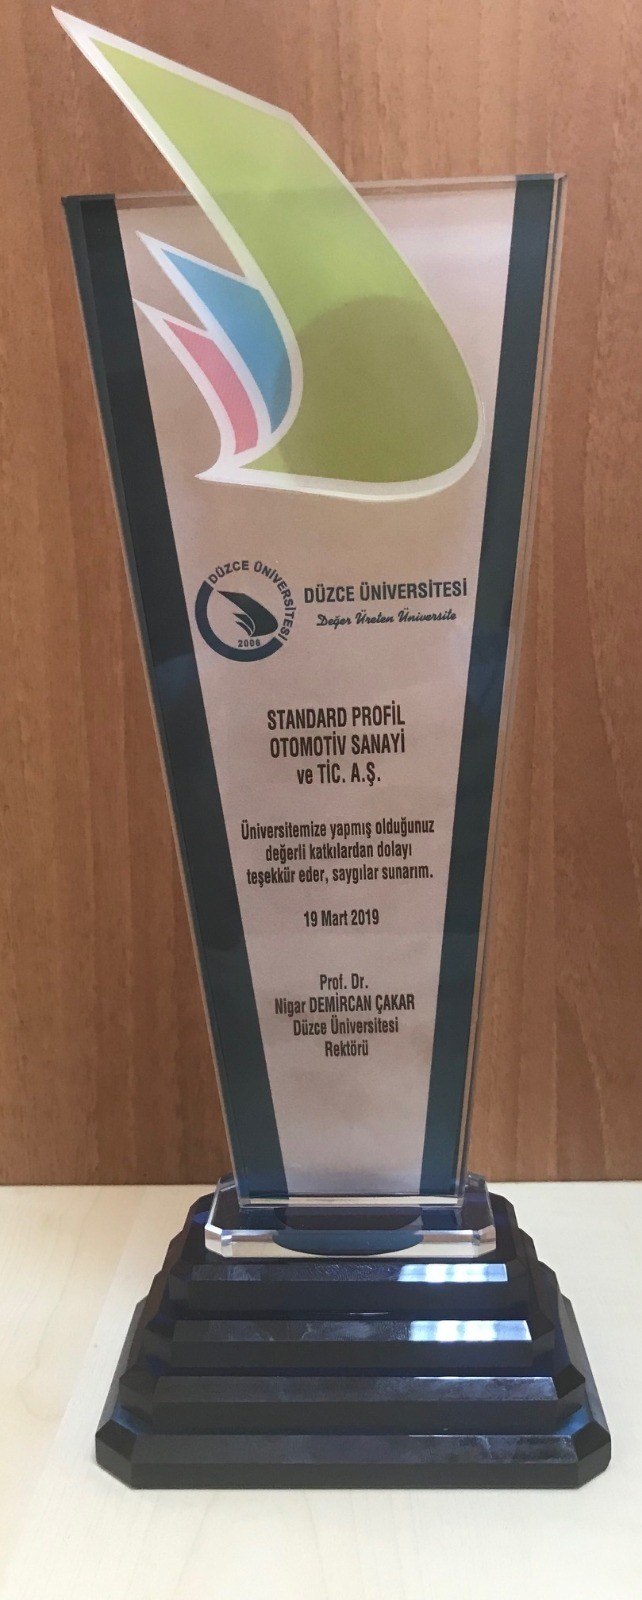 DÜZCE ÜNİVERSİTESİ
2006
DÜZCE ÜNİVERSİTESİ
Değer Üreten Üniversite
STANDARD PROFİL
OTOMOTİV SANAYİ
ve TİC. A.Ş.
Üniversitemize yapmış olduğunuz
değerli katkılardan dolayı
teşekkür eder, saygılar sunarım.
19 Mart 2019
Prof. Dr.
Nigar DEMİRCAN ÇAKAR
Düzce Üniversitesi
Rektörü